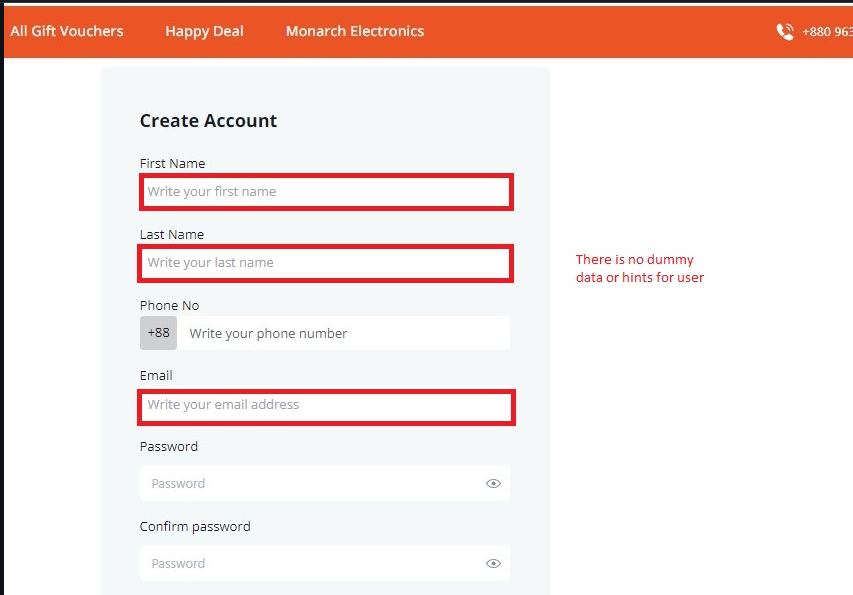 All Gift Vouchers Happy Deal Monarch Electronics +880 963
Create Account
First Name
Write your first name
Last Name
Write your last name
There is no dummy
data or hints for user
Phone No
+88 Write your phone number
Email
Write your email address
Password
Password
Confirm password
Password